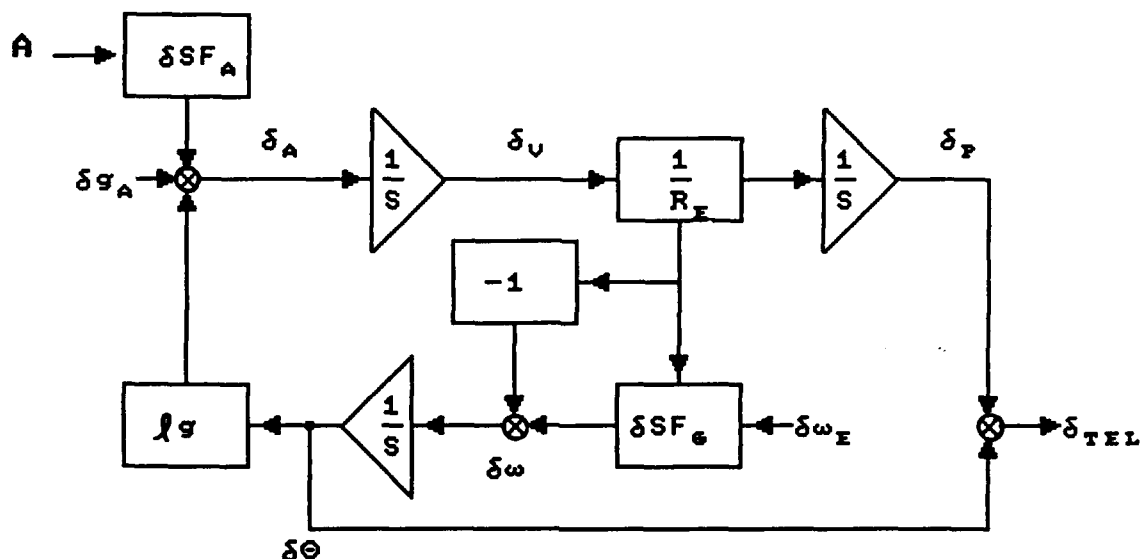 A
δSF_A
δ_A
1/S
δ_V
1/R_E
1/S
δ_P
δg_A
-1
lg
1/S
δSF_G
δω_E
δω
δ_TEL
δΘ